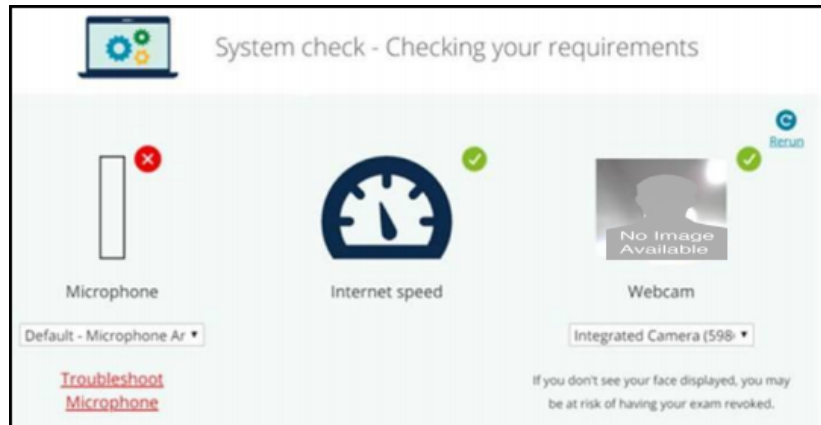 System check - Checking your requirements
Rerun
No Image
Available
Microphone
Internet speed
Webcam
Default - Microphone Ar
Integrated Camera (598
Troubleshoot
Microphone
If you don't see your face displayed, you may
be at risk of having your exam revoked.